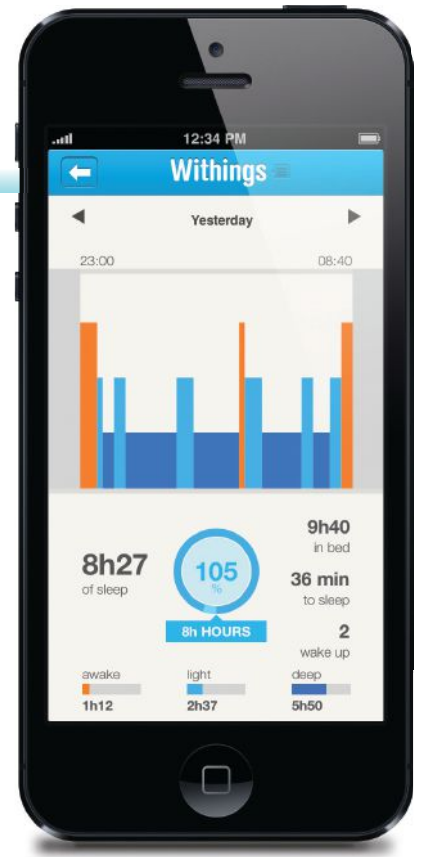 12:34 PM
Withings
Yesterday
23:00 08:40
8h27
of sleep
105
%
8h HOURS
9h40
in bed
36 min
to sleep
2
wake up
awake light deep
1h12 2h37 5h50